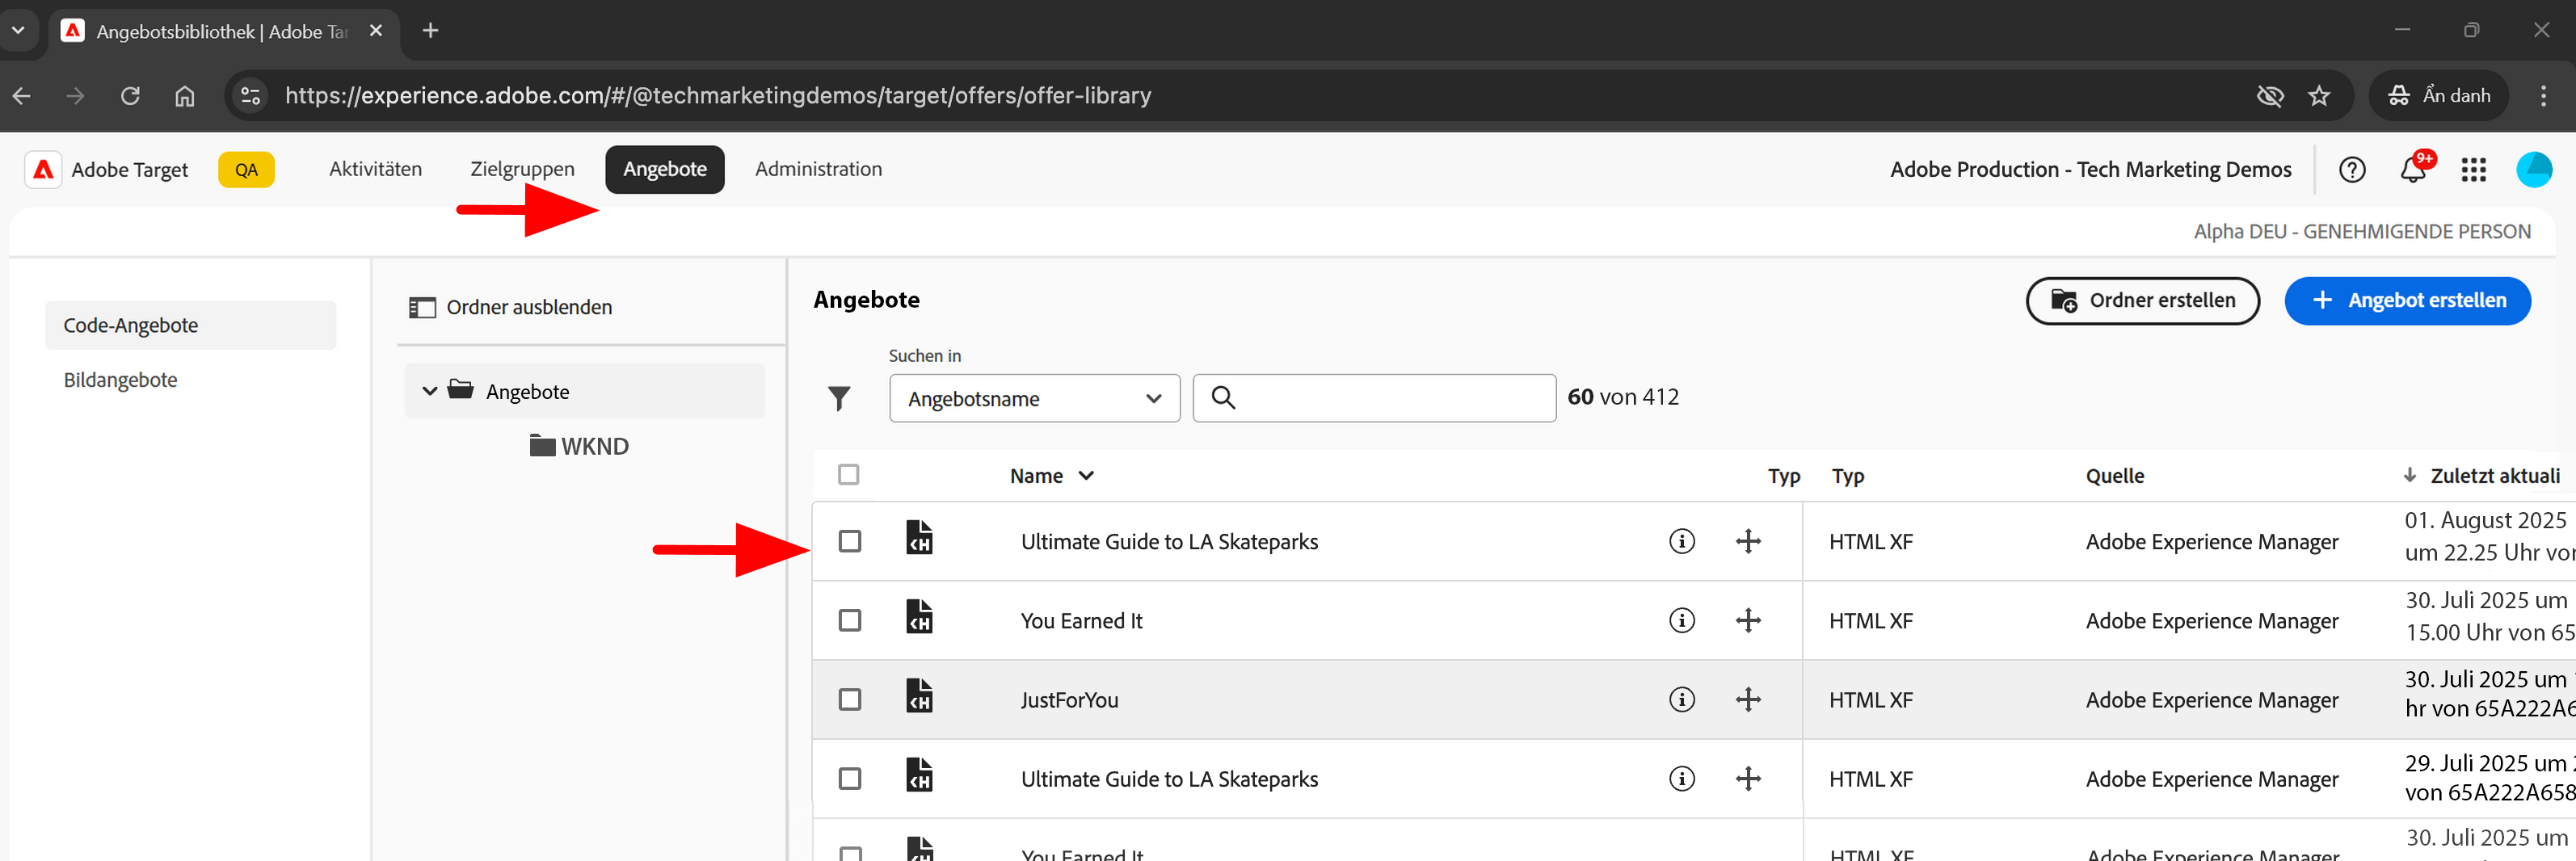 Angebotsbibliothek | Adobe Tar
https://experience.adobe.com/#/@techmarketingdemos/target/offers/offer-library
Ẩn danh
Adobe Target
QA
Aktivitäten
Zielgruppen
Angebote
Administration
Adobe Production - Tech Marketing Demos
9+
Alpha DEU - GENEHMIGENDE PERSON
Code-Angebote
Bildangebote
Ordner ausblenden
Angebote
WKND
Angebote
Ordner erstellen
Angebot erstellen
Suchen in
Angebotsname
60 von 412
Name Typ Typ Quelle Zuletzt aktuali
Ultimate Guide to LA Skateparks HTML XF Adobe Experience Manager 01. August 2025
um 22.25 Uhr vor
You Earned It HTML XF Adobe Experience Manager 30. Juli 2025 um
15.00 Uhr von 65
JustForYou HTML XF Adobe Experience Manager 30. Juli 2025 um
hr von 65A222A6
Ultimate Guide to LA Skateparks HTML XF Adobe Experience Manager 29. Juli 2025 um
von 65A222A658
You Earned It HTML XF Adobe Experience Manager 30. Juli 2025 um